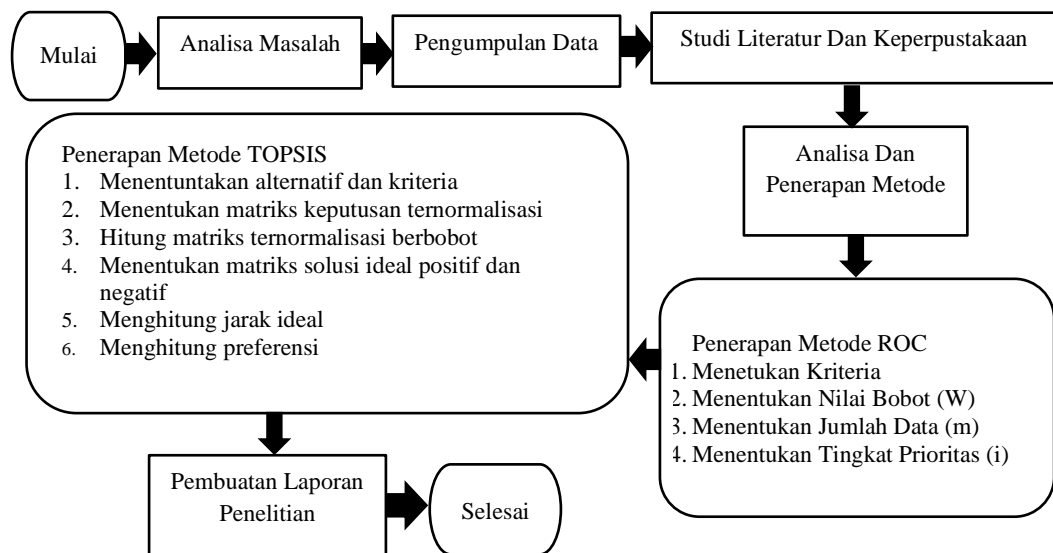 Mulai
Analisa Masalah
Pengumpulan Data
Studi Literatur Dan Keperpustakaan
Analisa Dan
Penerapan Metode
Penerapan Metode ROC
1. Menetukan Kriteria
2. Menentukan Nilai Bobot (W)
3. Menentukan Jumlah Data (m)
4. Menentukan Tingkat Prioritas (i)
Penerapan Metode TOPSIS
1. Menentuntakan alternatif dan kriteria
2. Menentukan matriks keputusan ternormalisasi
3. Hitung matriks ternormalisasi berbobot
4. Menentukan matriks solusi ideal positif dan
negatif
5. Menghitung jarak ideal
6. Menghitung preferensi
Pembuatan Laporan
Penelitian
Selesai